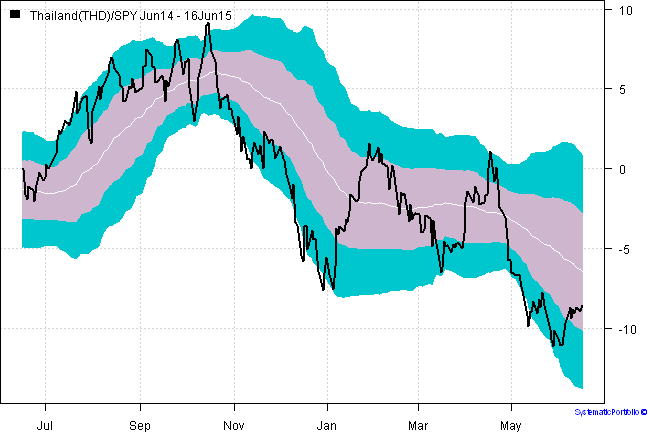 Thailand(THD)/SPY Jun14 - 16Jun15
10
5
0
-5
-10
Jul Sep Nov Jan Mar May
SystematicPortfolio ©